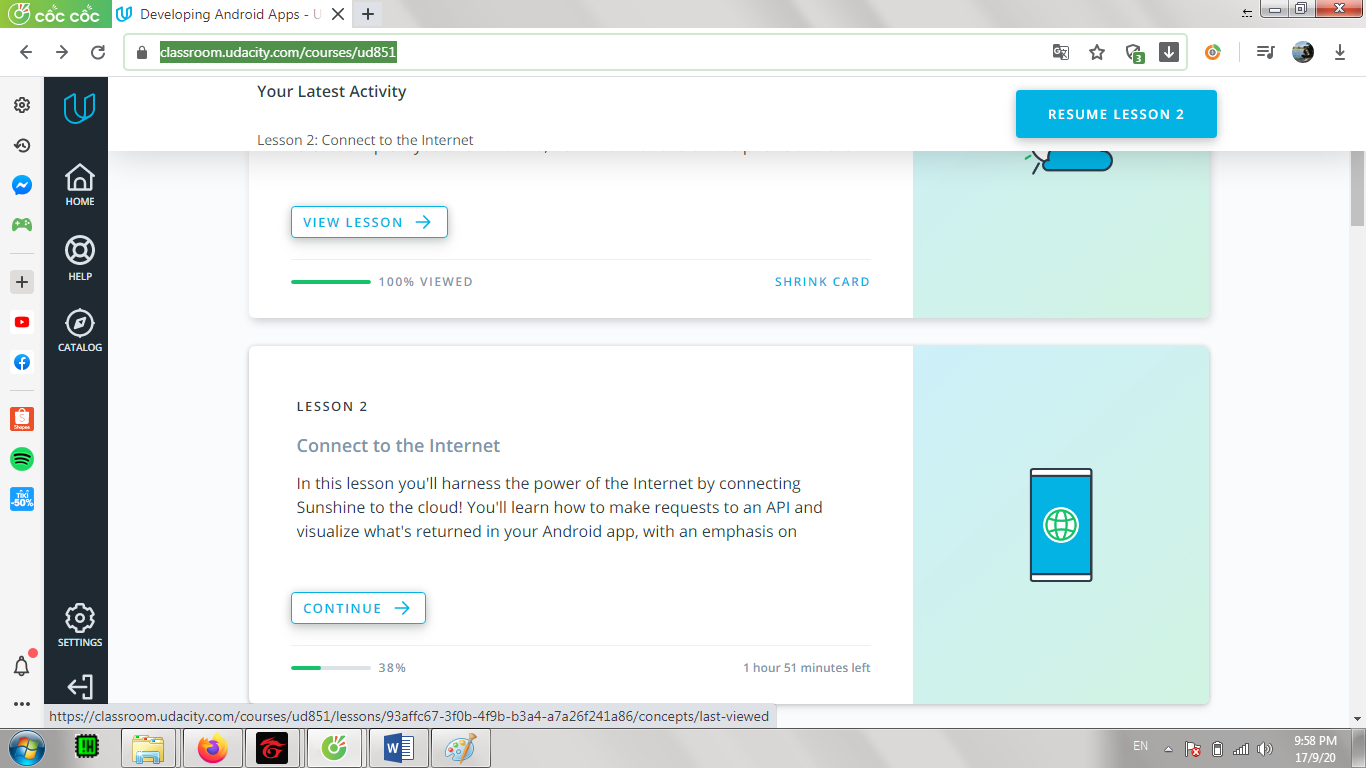 cốc cốc
Developing Android Apps - U
classroom.udacity.com/courses/ud851
3
Your Latest Activity
RESUME LESSON 2
Lesson 2: Connect to the Internet
HOME
HELP
CATALOG
SETTINGS
Shopee
TIKI
-50%
VIEW LESSON
100% VIEWED
SHRINK CARD
LESSON 2
Connect to the Internet
In this lesson you'll harness the power of the Internet by connecting
Sunshine to the cloud! You'll learn how to make requests to an API and
visualize what's returned in your Android app, with an emphasis on
CONTINUE
38%
1 hour 51 minutes left
https://classroom.udacity.com/courses/ud851/lessons/93affc67-3f0b-4f9b-b3a4-a7a26f241a86/concepts/last-viewed
EN
9:58 PM
17/9/20